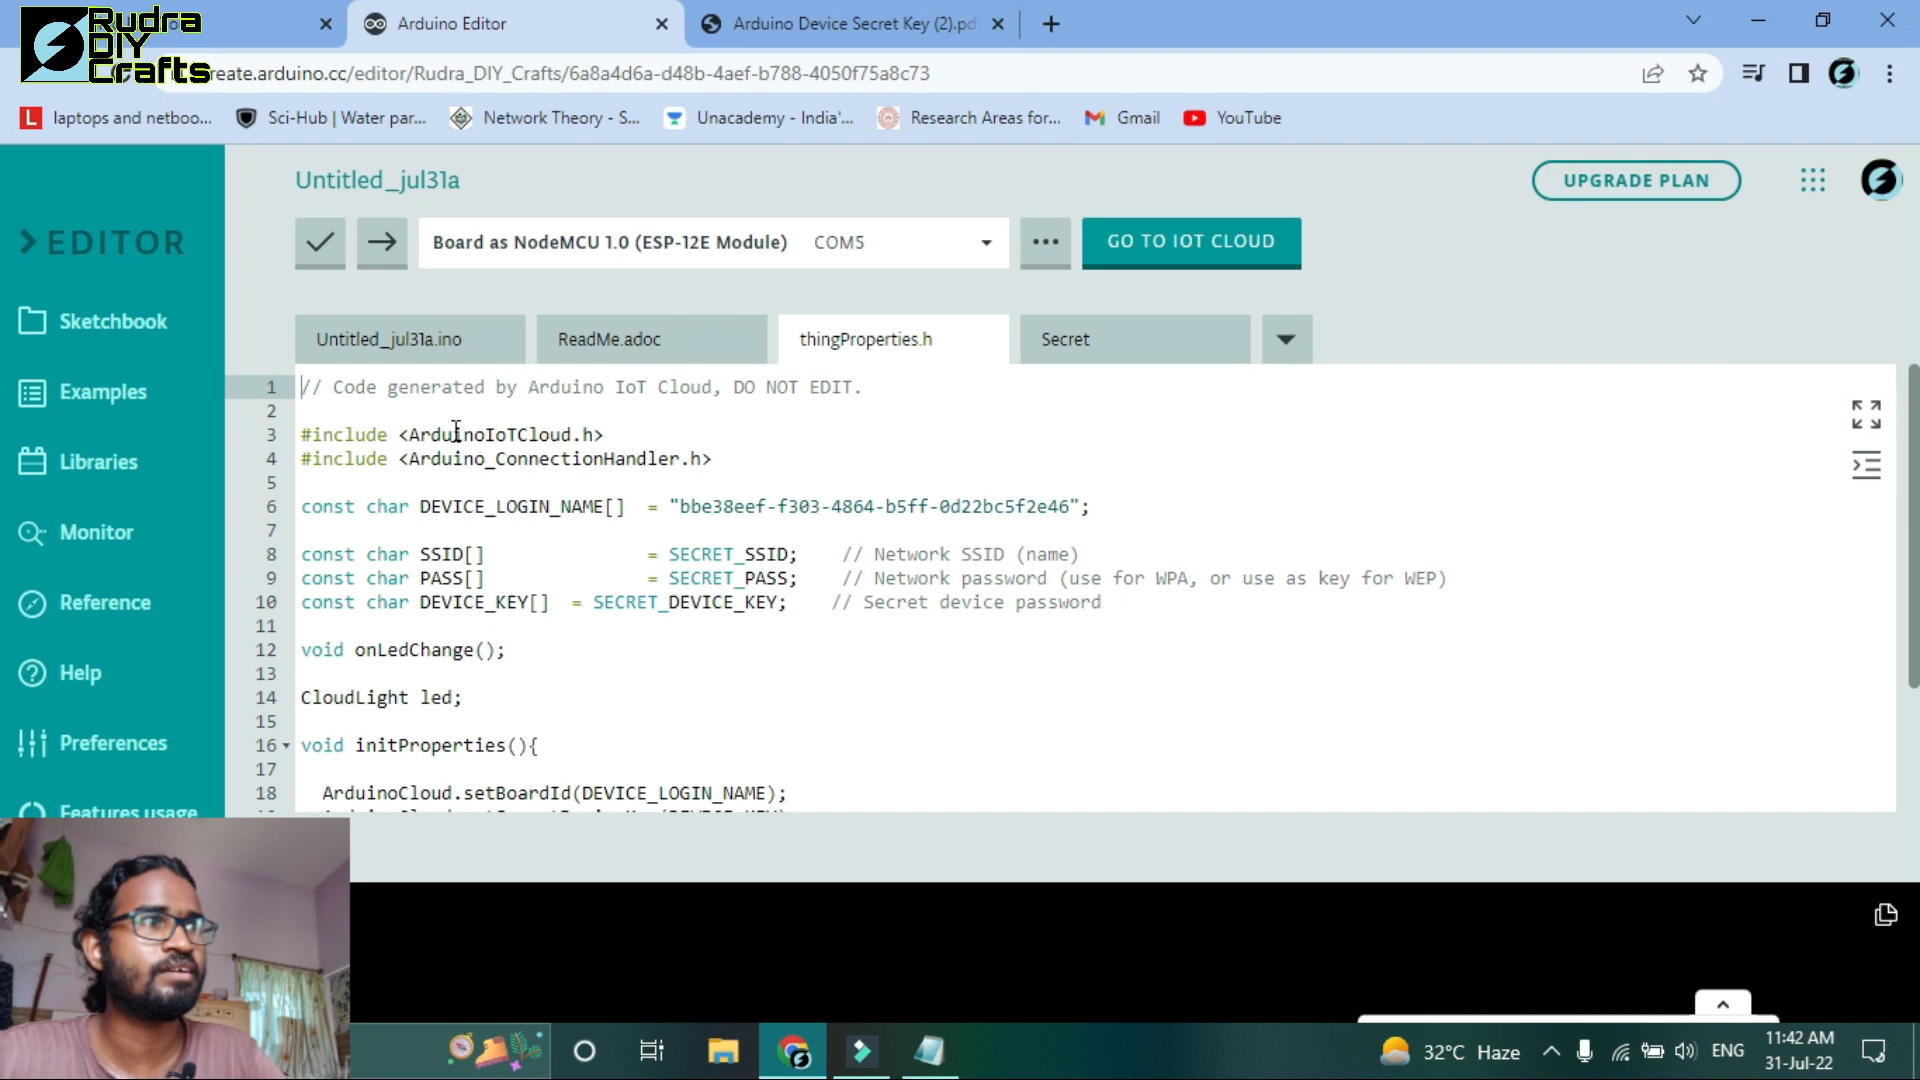 Rudra
DIY
Crafts
Arduino Editor
Arduino Device Secret Key (2).pd
reate.arduino.cc/editor/Rudra_DIY_Crafts/6a8a4d6a-d48b-4aef-b788-4050f75a8c73
laptops and netboo...
Sci-Hub | Water par...
Network Theory - S...
Unacademy - India'...
Research Areas for...
Gmail
YouTube
Untitled_jul31a
UPGRADE PLAN
EDITOR
Board as NodeMCU 1.0 (ESP-12E Module) COM5
GO TO IOT CLOUD
Sketchbook
Untitled_jul31a.ino
ReadMe.adoc
thingProperties.h
Secret
Examples
Libraries
Monitor
Reference
Help
Preferences
Features usage
1 // Code generated by Arduino IoT Cloud, DO NOT EDIT.
2
3 #include <ArduinoIoTCloud.h>
4 #include <Arduino_ConnectionHandler.h>
5
6 const char DEVICE_LOGIN_NAME[] = "bbe38eef-f303-4864-b5ff-0d22bc5f2e46";
7
8 const char SSID[] = SECRET_SSID; // Network SSID (name)
9 const char PASS[] = SECRET_PASS; // Network password (use for WPA, or use as key for WEP)
10 const char DEVICE_KEY[] = SECRET_DEVICE_KEY; // Secret device password
11
12 void onLedChange();
13
14 CloudLight led;
15
16 void initProperties(){
17
18 ArduinoCloud.setBoardId(DEVICE_LOGIN_NAME);
32°C Haze
ENG
11:42 AM
31-Jul-22